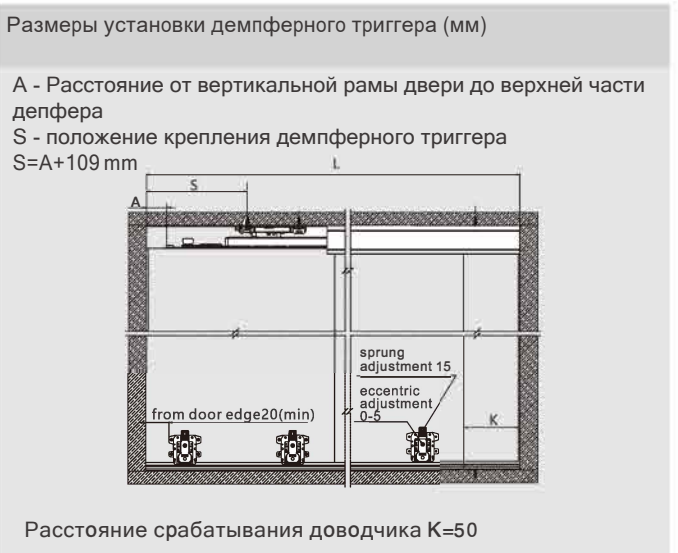 Размеры установки демпферного триггера (мм)
A - Расстояние от вертикальной рамы двери до верхней части
депфера
S - положение крепления демпферного триггера
S=A+109 mm
L
S
A
sprung
adjustment 15
eccentric
adjustment
0-5
from door edge20(min)
K
Расстояние срабатывания доводчика K=50